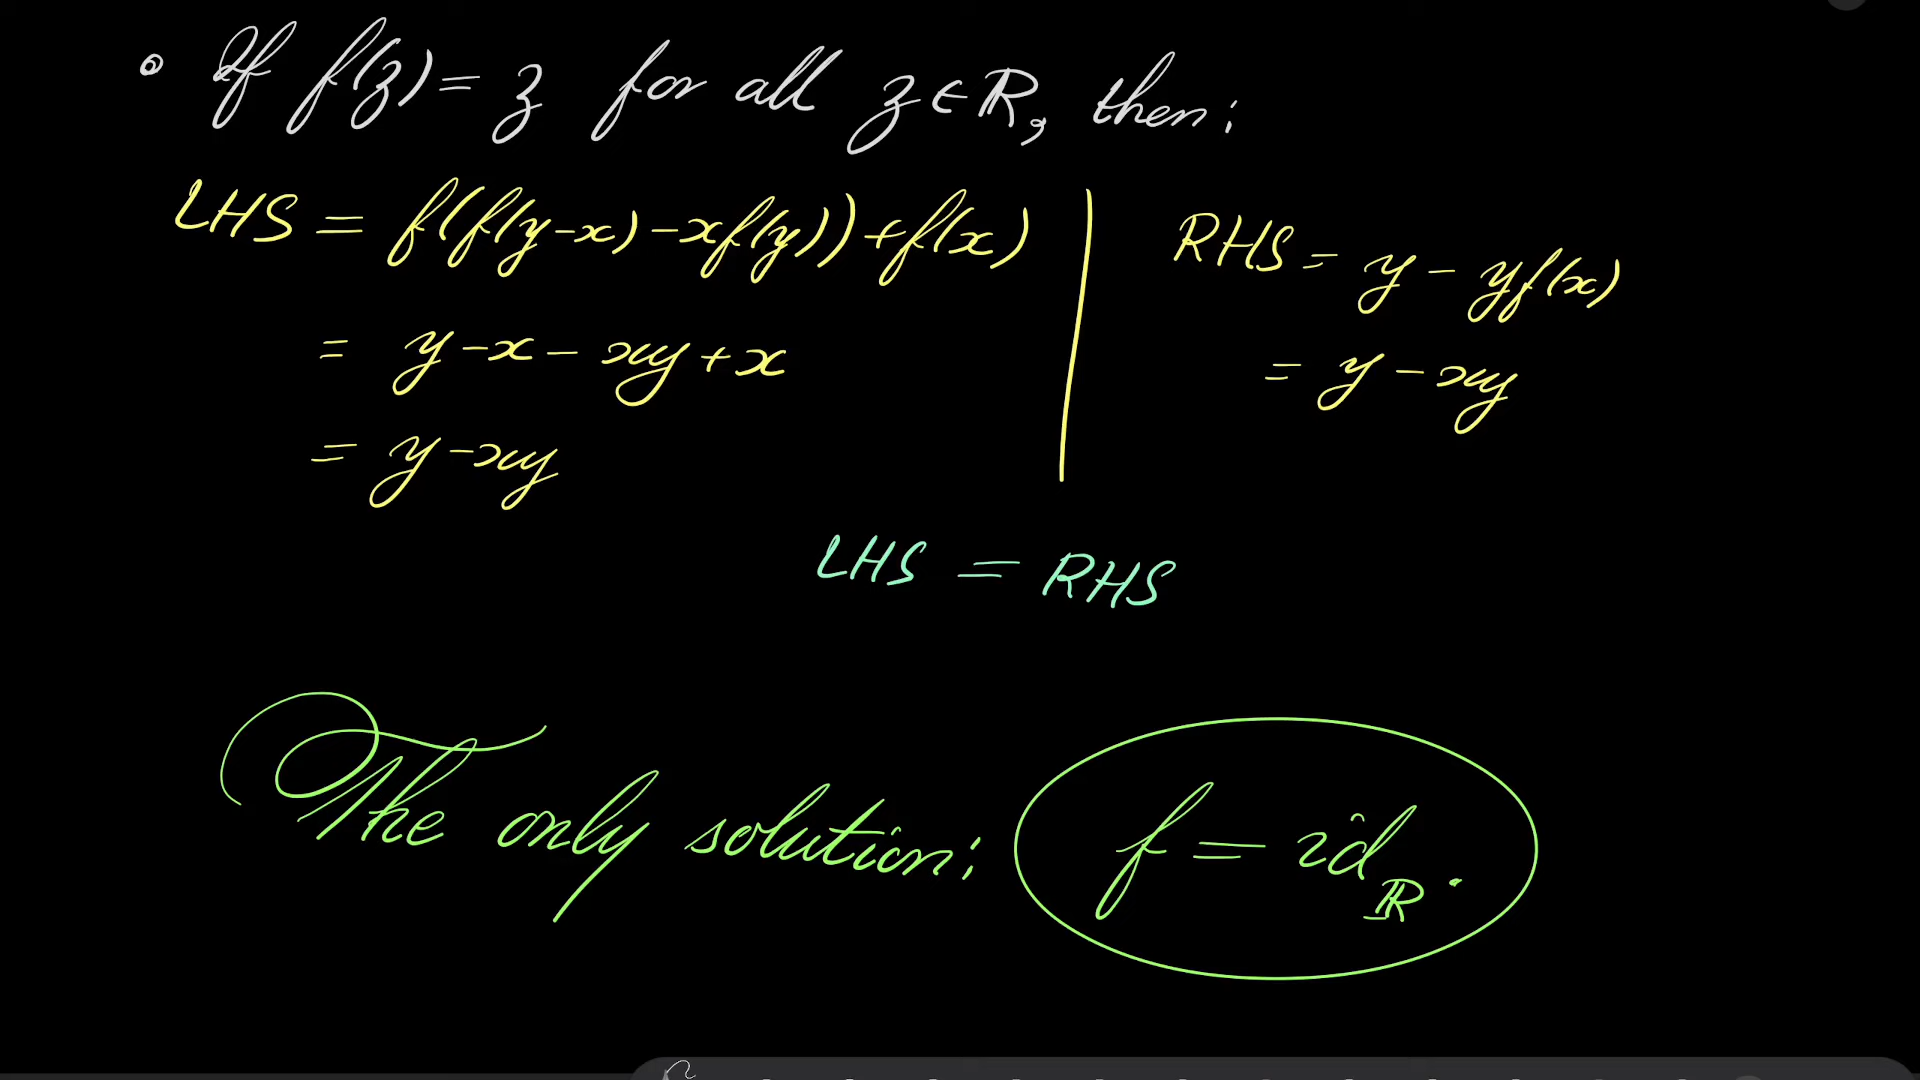 • If f(z) = z for all z ∈ ℝ, then:
LHS = f(f(y-x) - xf(y)) + f(x)
= y - x - xy + x
= y - xy
RHS = y - yf(x)
= y - xy
LHS = RHS
The only solution: f = id_ℝ.